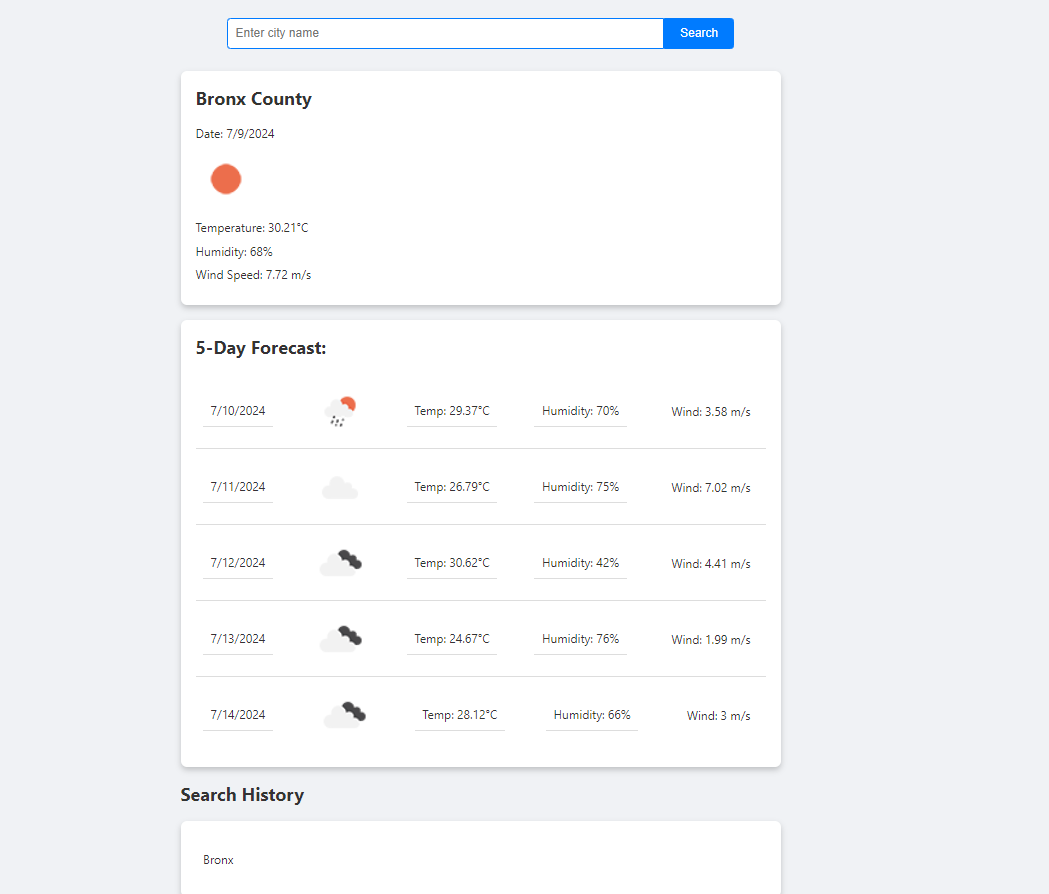 Enter city name Search
Bronx County
Date: 7/9/2024
Temperature: 30.21°C
Humidity: 68%
Wind Speed: 7.72 m/s
5-Day Forecast:
7/10/2024 Temp: 29.37°C Humidity: 70% Wind: 3.58 m/s
7/11/2024 Temp: 26.79°C Humidity: 75% Wind: 7.02 m/s
7/12/2024 Temp: 30.62°C Humidity: 42% Wind: 4.41 m/s
7/13/2024 Temp: 24.67°C Humidity: 76% Wind: 1.99 m/s
7/14/2024 Temp: 28.12°C Humidity: 66% Wind: 3 m/s
Search History
Bronx